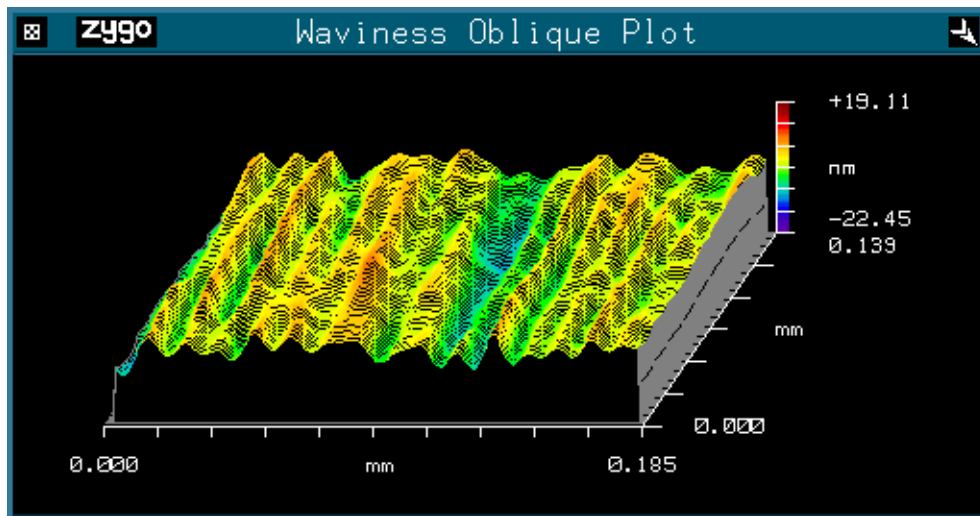 zygo Waviness Oblique Plot
+19.11
nm
-22.45
0.139
mm
0.000
0.000 mm 0.185